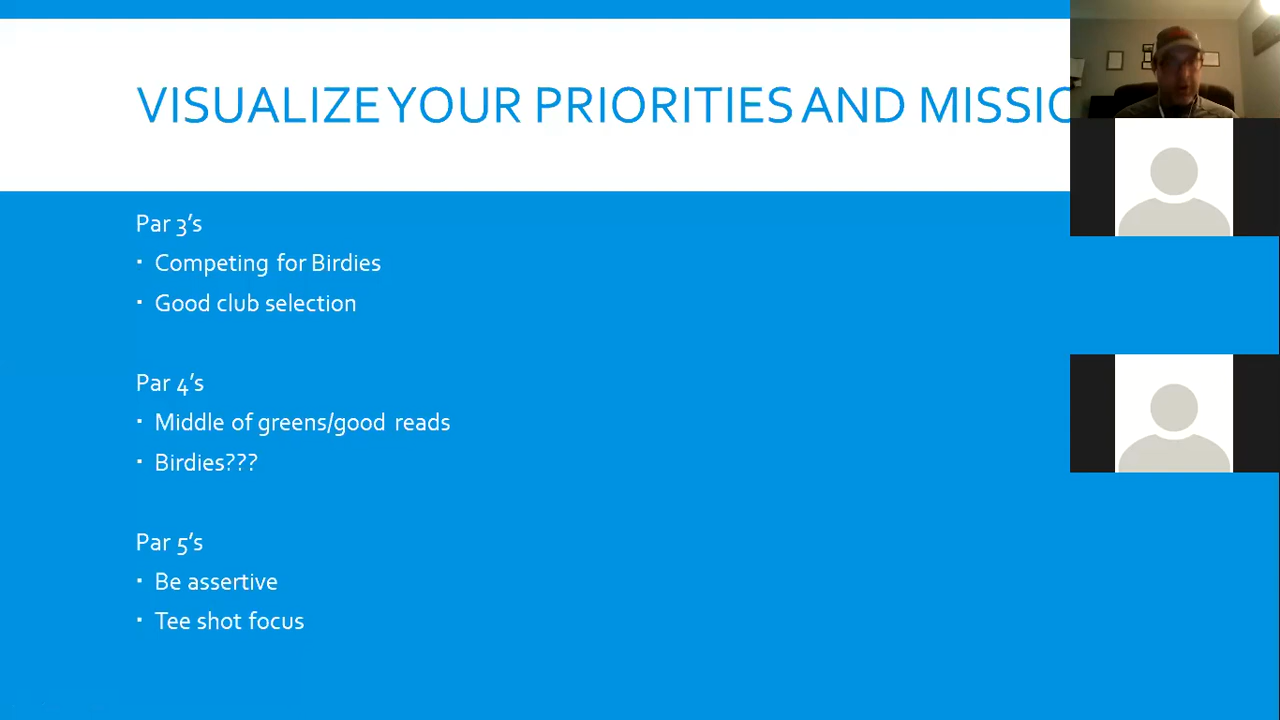 VISUALIZE YOUR PRIORITIES AND MISSIO
Par 3's
▪ Competing for Birdies
▪ Good club selection
Par 4's
▪ Middle of greens/good reads
▪ Birdies???
Par 5's
▪ Be assertive
▪ Tee shot focus